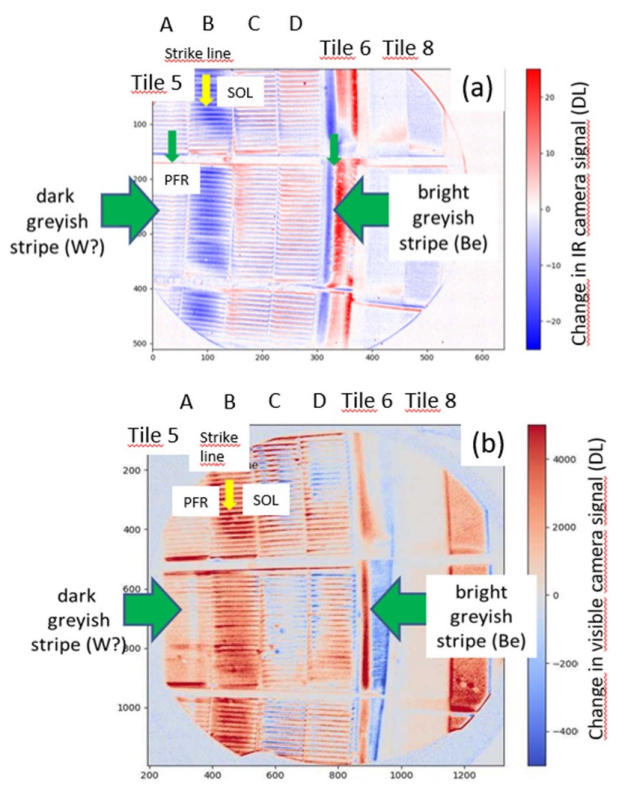 A B C D
Strike line
Tile 5
Tile 6 Tile 8
SOL
(a)
PFR
dark
greyish
stripe (W?)
bright
greyish
stripe (Be)
100
200
300
400
500
0 100 200 300 400 500 600
20
10
0
−10
−20
Change in IR camera signal (DL)
A B C D Tile 6 Tile 8
Tile 5
Strike
line
ne
(b)
PFR
SOL
dark
greyish
stripe (W?)
bright
greyish
stripe (Be)
200
400
600
800
1000
200 400 600 800 1000 1200
4000
2000
0
−200
−400
Change in visible camera signal (DL)